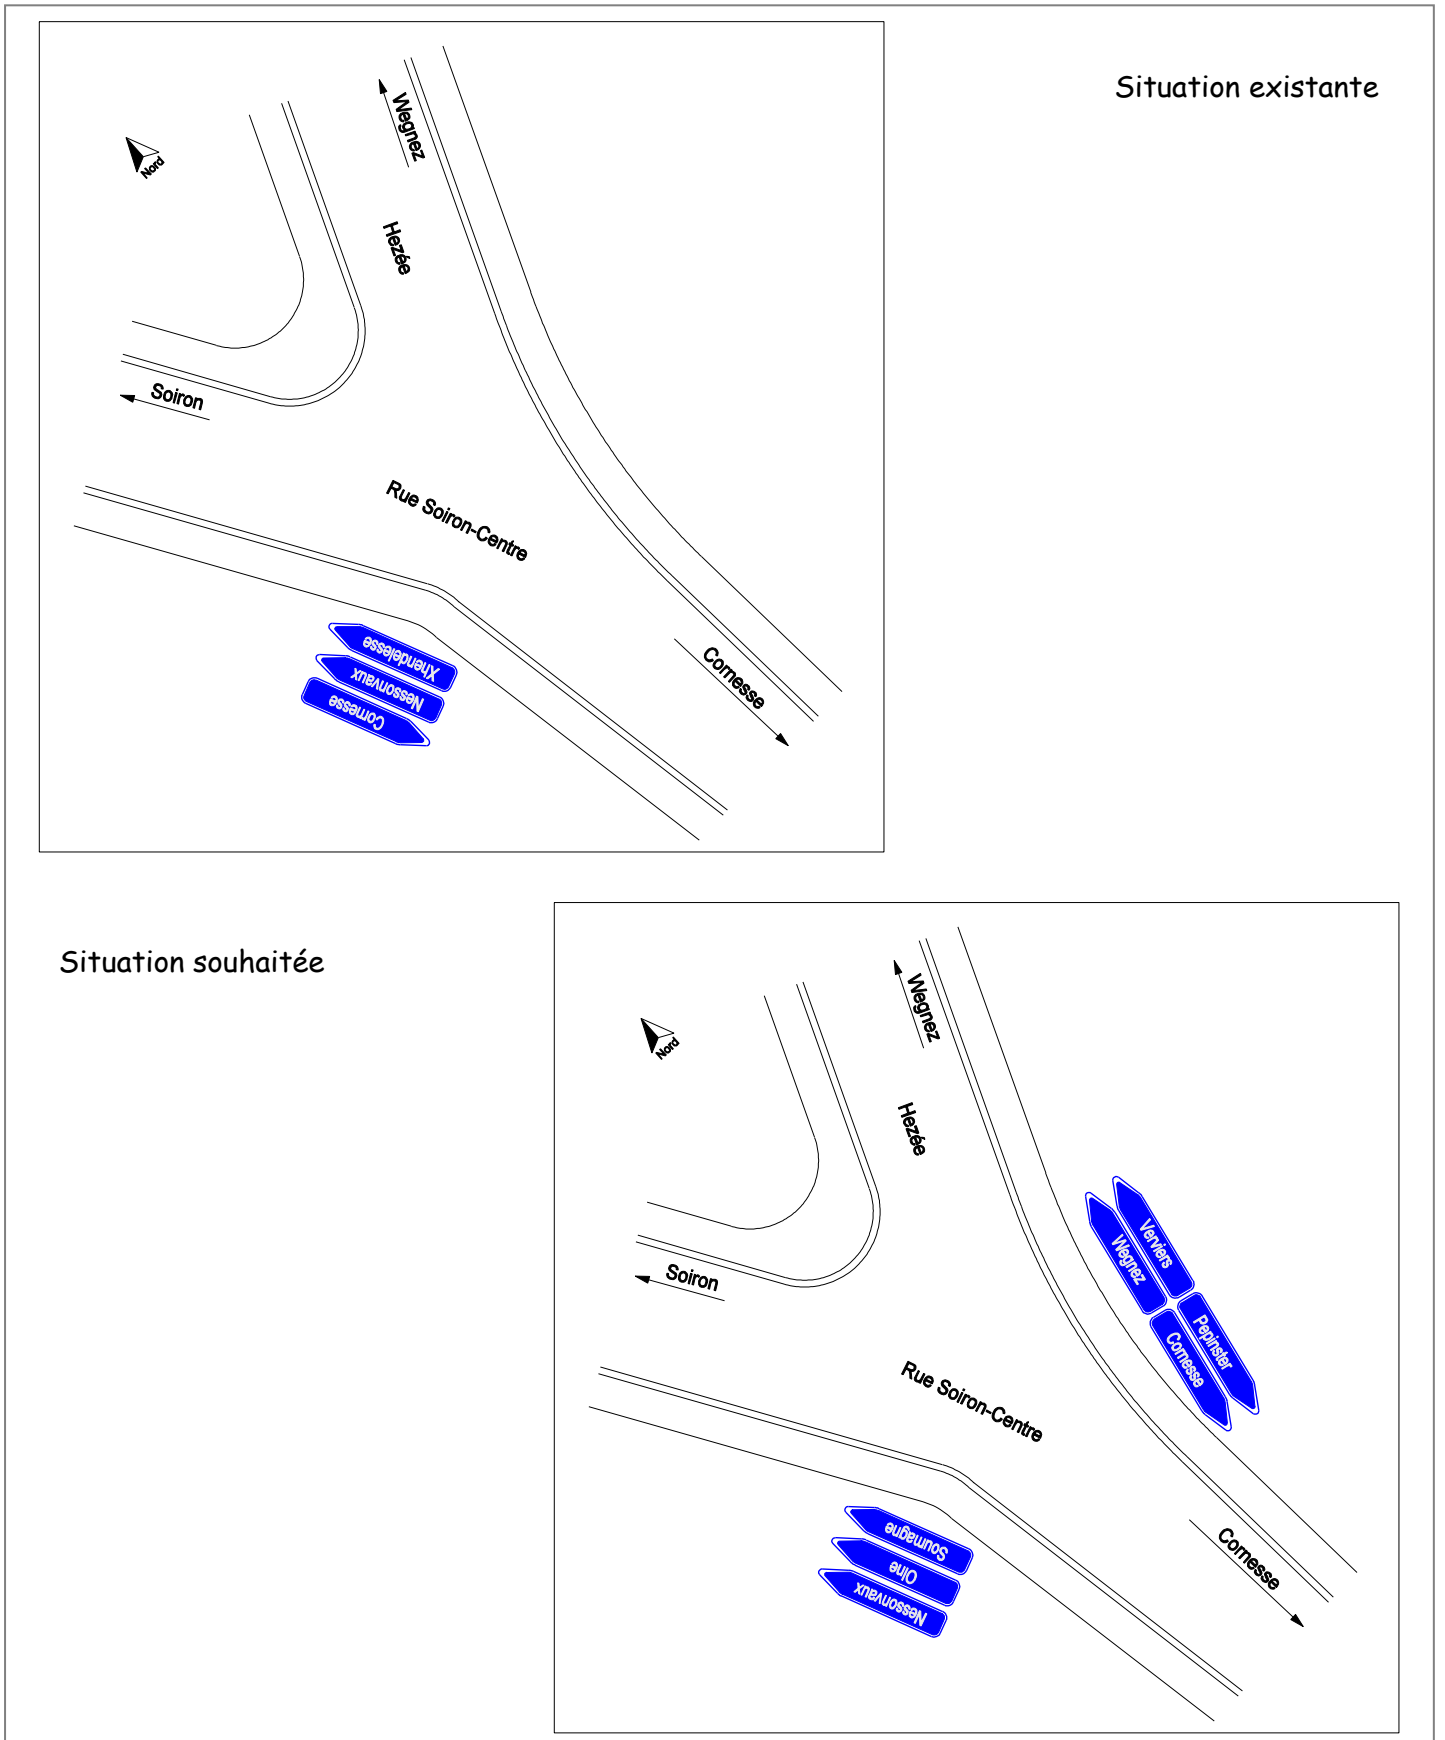 Situation existante
Wegnez
Nord
Hezée
Soiron
Rue Soiron-Centre
Xhendelesse
Nessonvaux
Cornesse
Cornesse
Situation souhaitée
Wegnez
Nord
Hezée
Verviers
Wegnez
Soiron
Pepinster
Cornesse
Rue Soiron-Centre
Soumagne
Olne
Nessonvaux
Cornesse